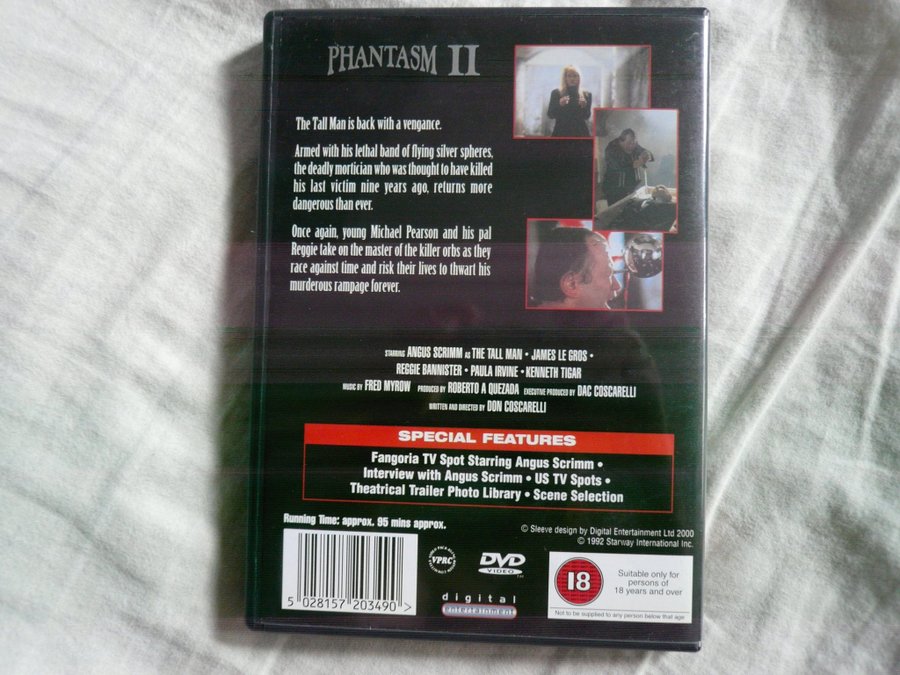 PHANTASM II
The Tall Man is back with a vengance.
Armed with his lethal band of flying silver spheres,
the deadly mortician who was thought to have killed
his last victim nine years ago, returns more
dangerous than ever.
Once again, young Michael Pearson and his pal
Reggie take on the master of the killer orbs as they
race against time and risk their lives to thwart his
murderous rampage forever.
STARRING ANGUS SCRIMM AS THE TALL MAN • JAMES LE GROS •
REGGIE BANNISTER • PAULA IRVINE • KENNETH TIGAR
MUSIC BY FRED MYROW PRODUCED BY ROBERTO A QUEZADA EXECUTIVE PRODUCED BY DAC COSCARELLI
WRITTEN AND DIRECTED BY DON COSCARELLI
SPECIAL FEATURES
Fangoria TV Spot Starring Angus Scrimm •
Interview with Angus Scrimm • US TV Spots •
Theatrical Trailer Photo Library • Scene Selection
Running Time: approx. 95 mins approx.
© Sleeve design by Digital Entertainment Ltd 2000
© 1992 Starway International Inc.
5 028157 203490 >
VPRC
DVD
VIDEO
digital
entertainment
18
Suitable only for
persons of
18 years and over
Not to be supplied to any person below that age